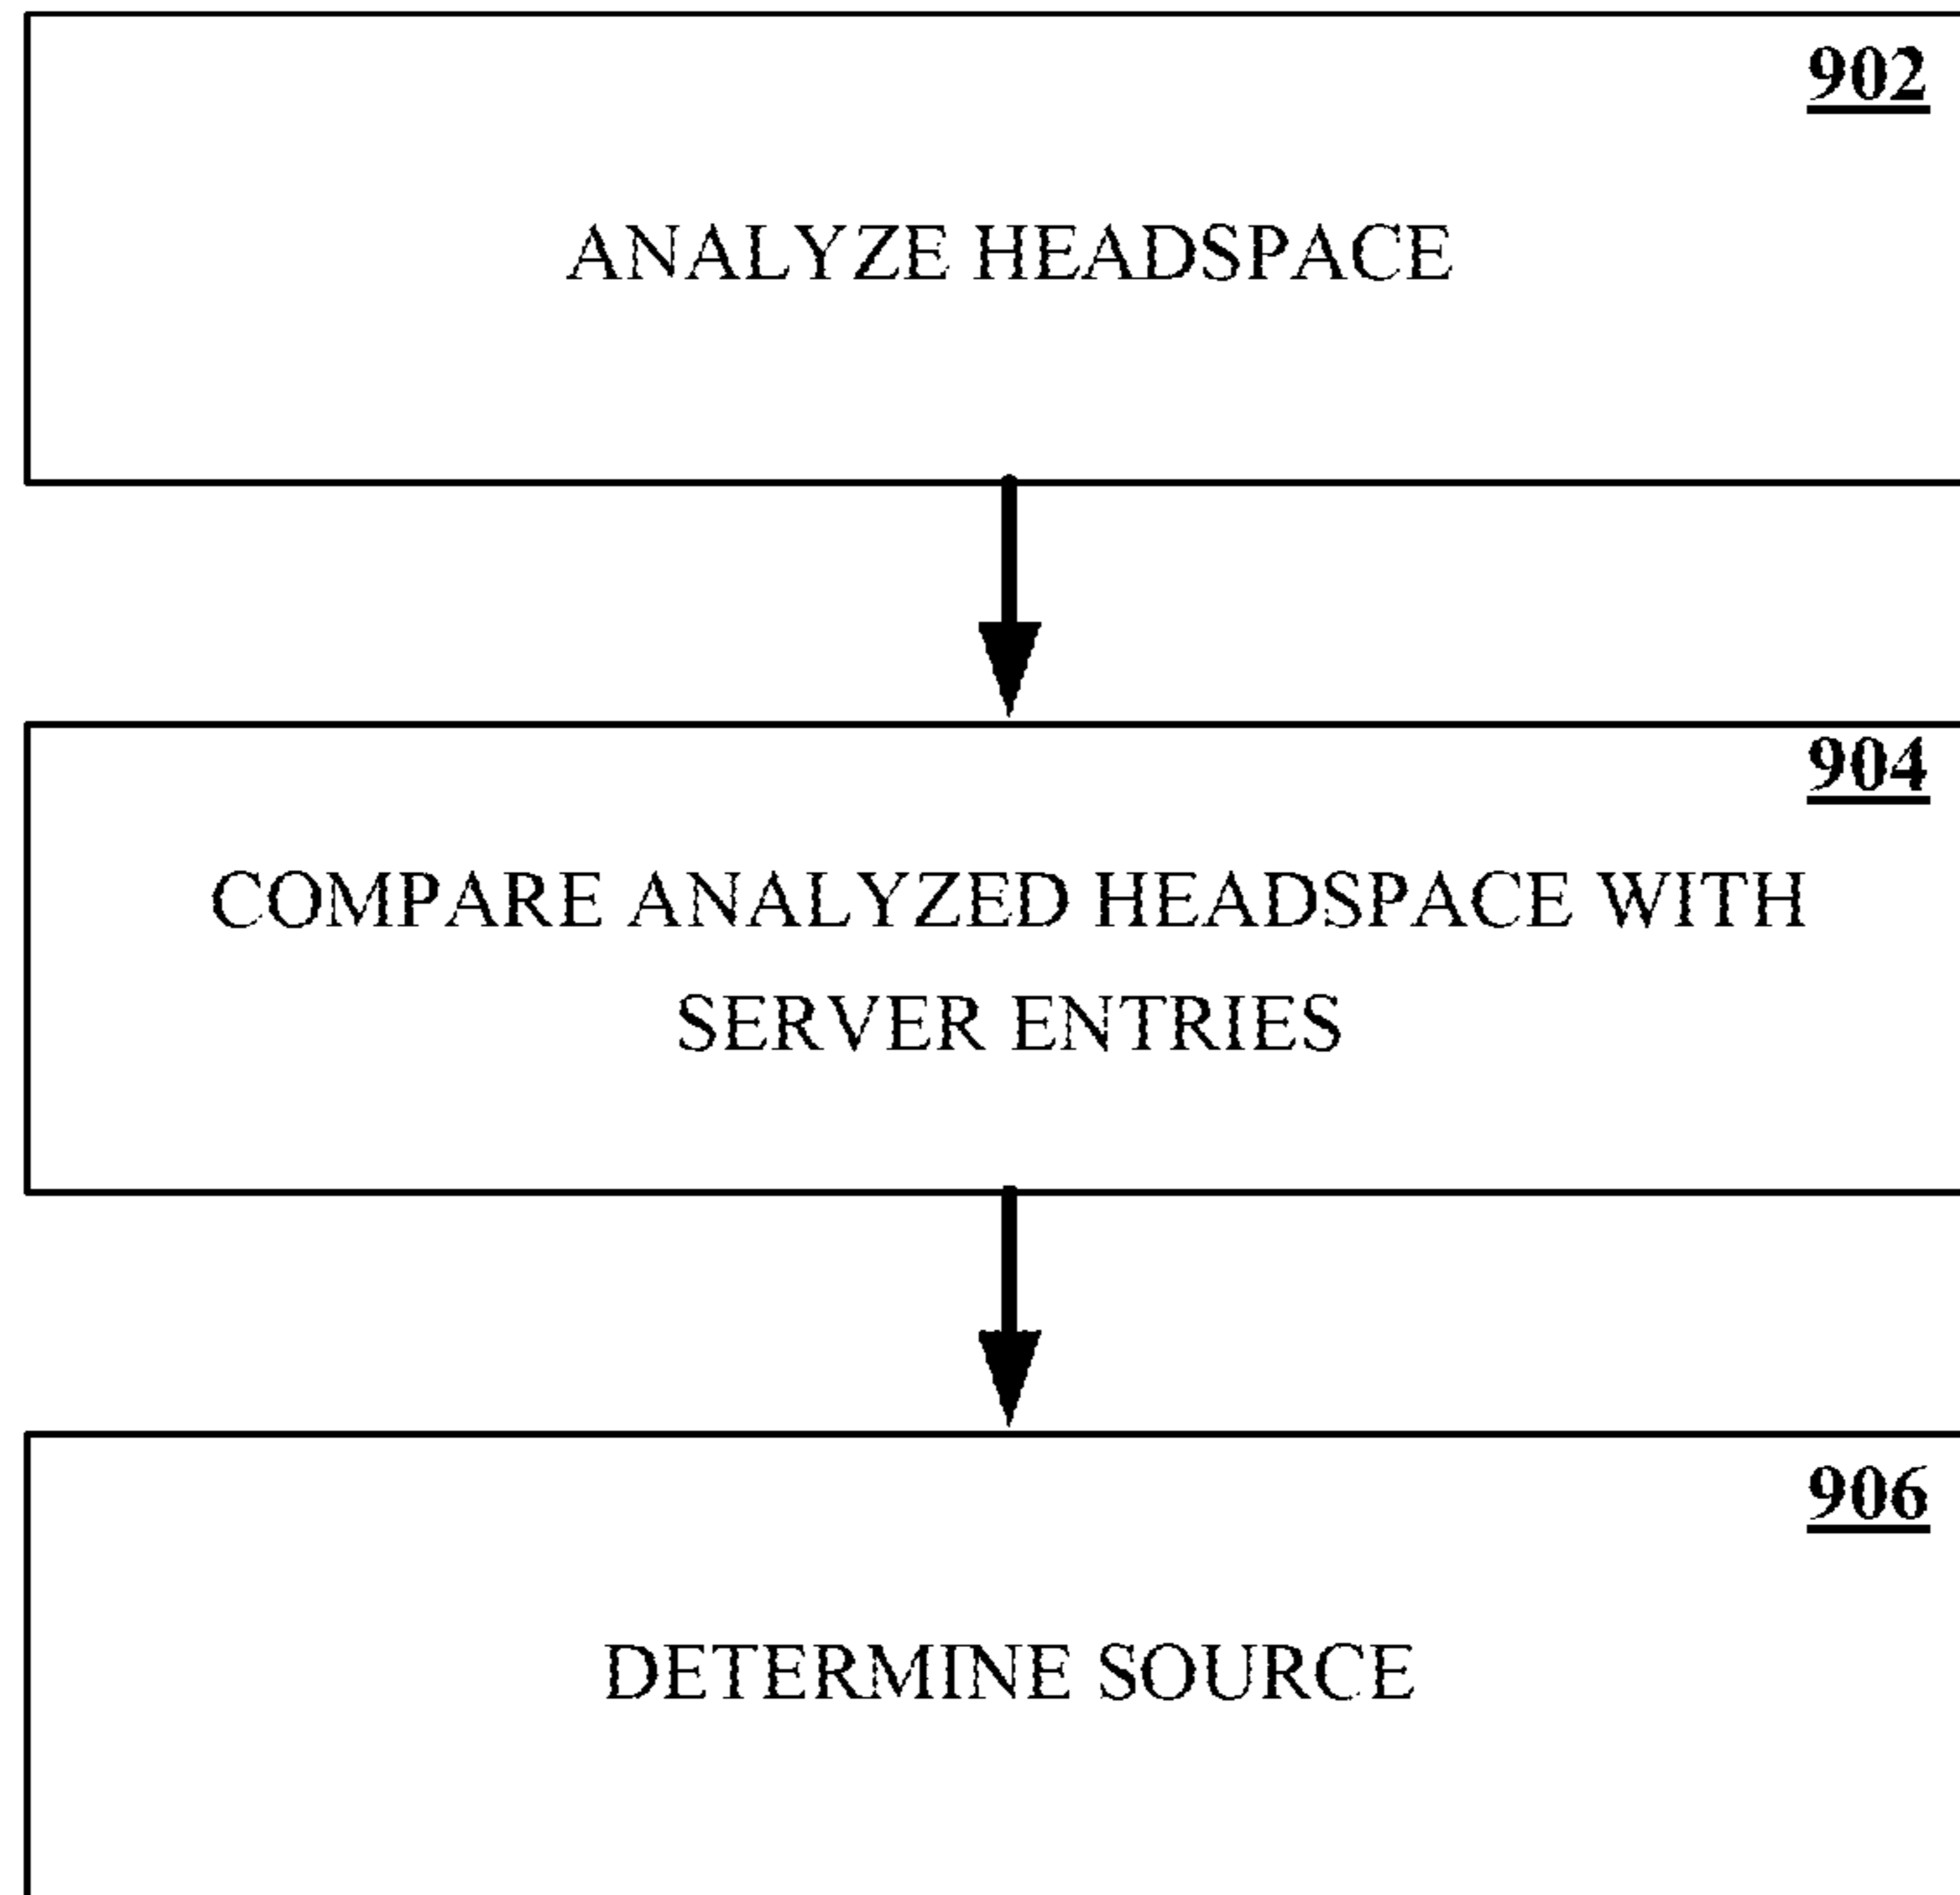 902
ANALYZE HEADSPACE
904
COMPARE ANALYZED HEADSPACE WITH
SERVER ENTRIES
906
DETERMINE SOURCE